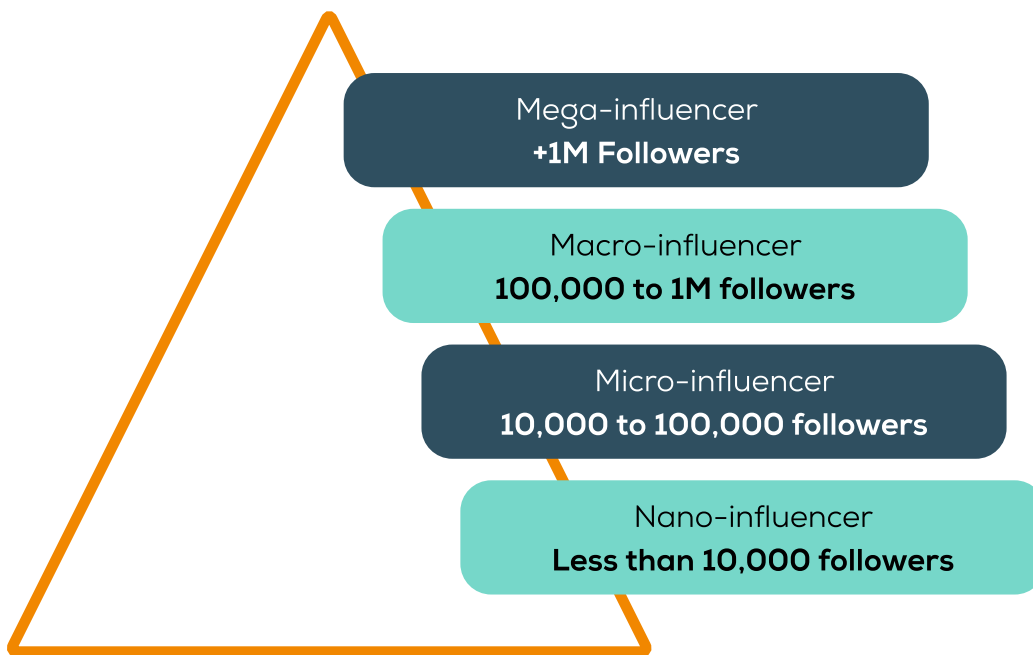 Mega-influencer
+1M Followers
Macro-influencer
100,000 to 1M followers
Micro-influencer
10,000 to 100,000 followers
Nano-influencer
Less than 10,000 followers